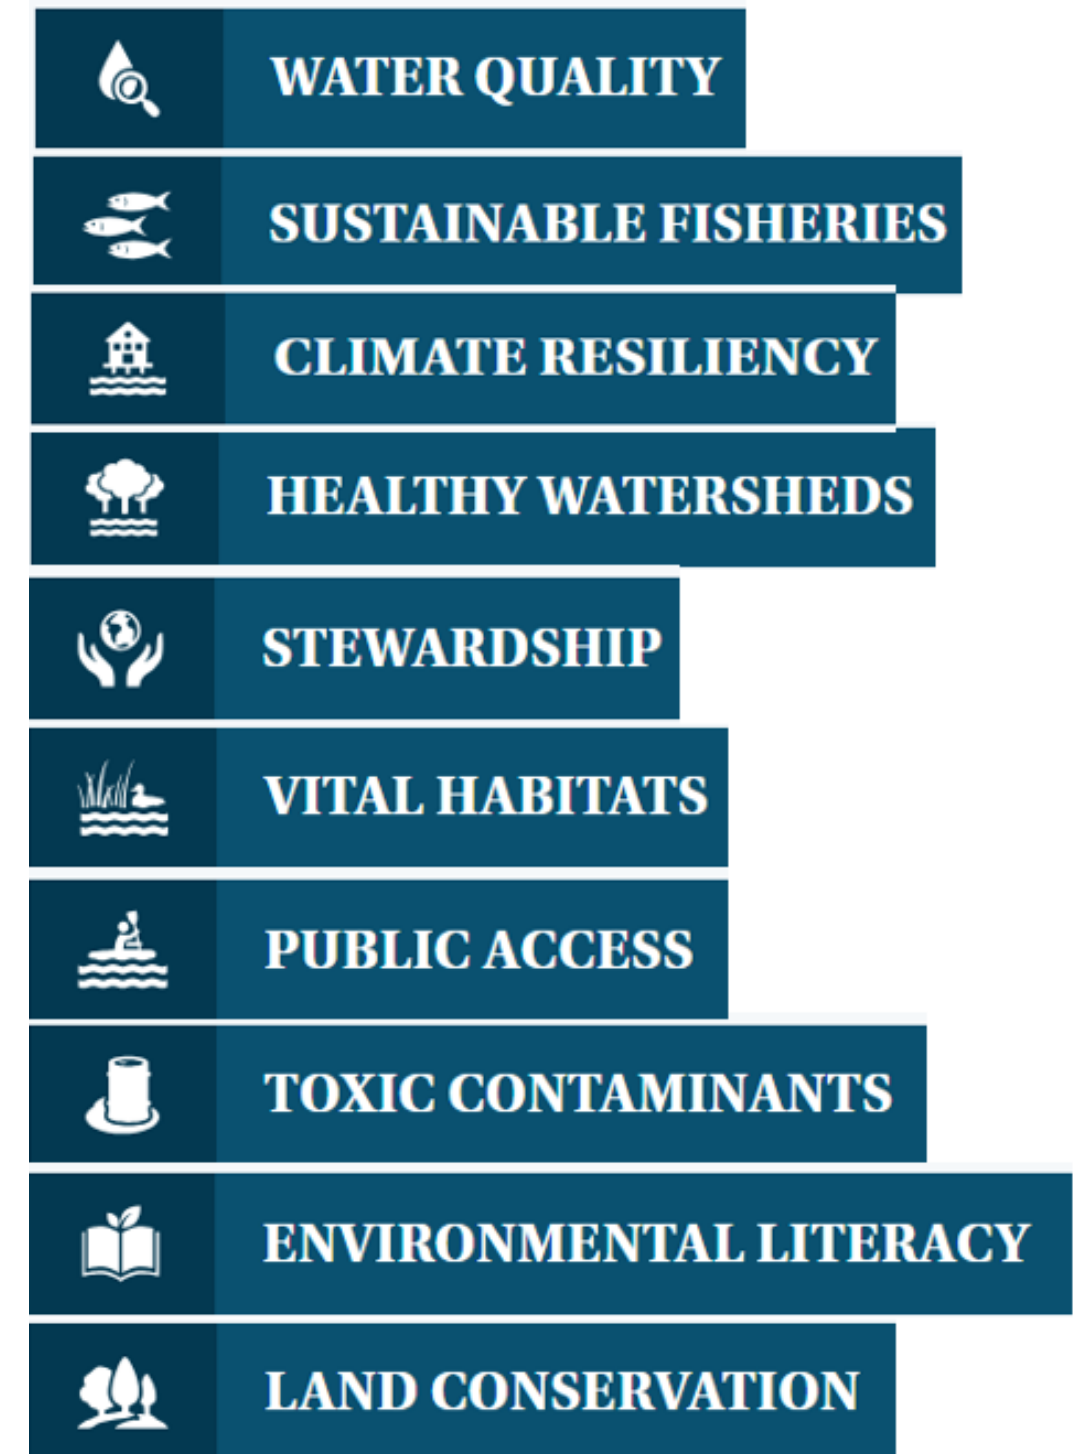 WATER QUALITY
SUSTAINABLE FISHERIES
CLIMATE RESILIENCY
HEALTHY WATERSHEDS
STEWARDSHIP
VITAL HABITATS
PUBLIC ACCESS
TOXIC CONTAMINANTS
ENVIRONMENTAL LITERACY
LAND CONSERVATION